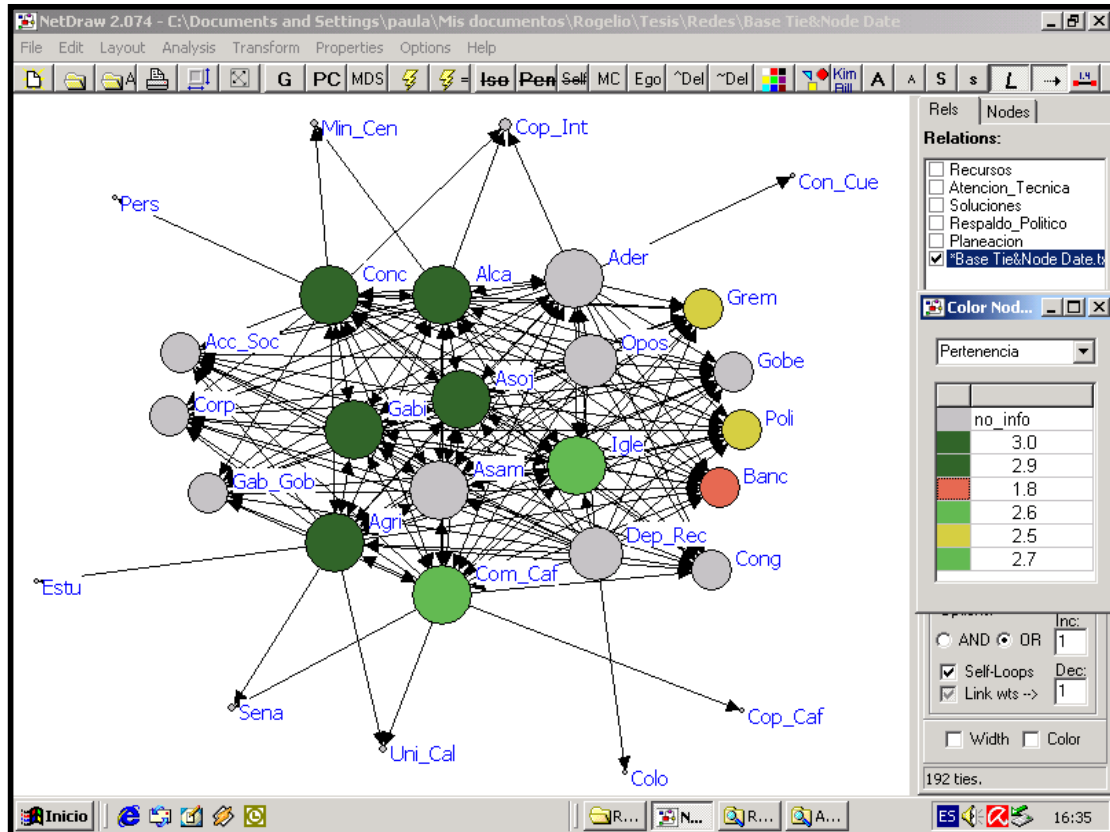 NetDraw 2.074 - C:\Documents and Settings\paula\Mis documentos\Rogelio\Tesis\Redes\Base Tie&Node Date
File Edit Layout Analysis Transform Properties Options Help
A G PC MDS = Iso Pen Self MC Ego ^Del ~Del Kim Bill A A S s L
Rels Nodes
Relations:
Recursos
Atencion_Tecnica
Soluciones
Respaldo_Politico
Planeacion
*Base Tie&Node Date.tx
Min_Cen
Cop_Int
Con_Cue
Pers
Ader
Conc
Alca
Grem
Acc_Soc
Opos
Gobe
Asoj
Corp
Gabi
Poli
Igle
Asam
Gab_Gob
Banc
Agri
Dep_Rec
Com_Caf
Cong
Estu
Sena
Cop_Caf
Uni_Cal
Colo
Color Nod...
Pertenencia
no_info
3.0
2.9
1.8
2.6
2.5
2.7
Inc:
AND OR 1
Self-Loops Dec:
Link wts --> 1
Width Color
192 ties.
Inicio R... N... R... A... ES 16:35